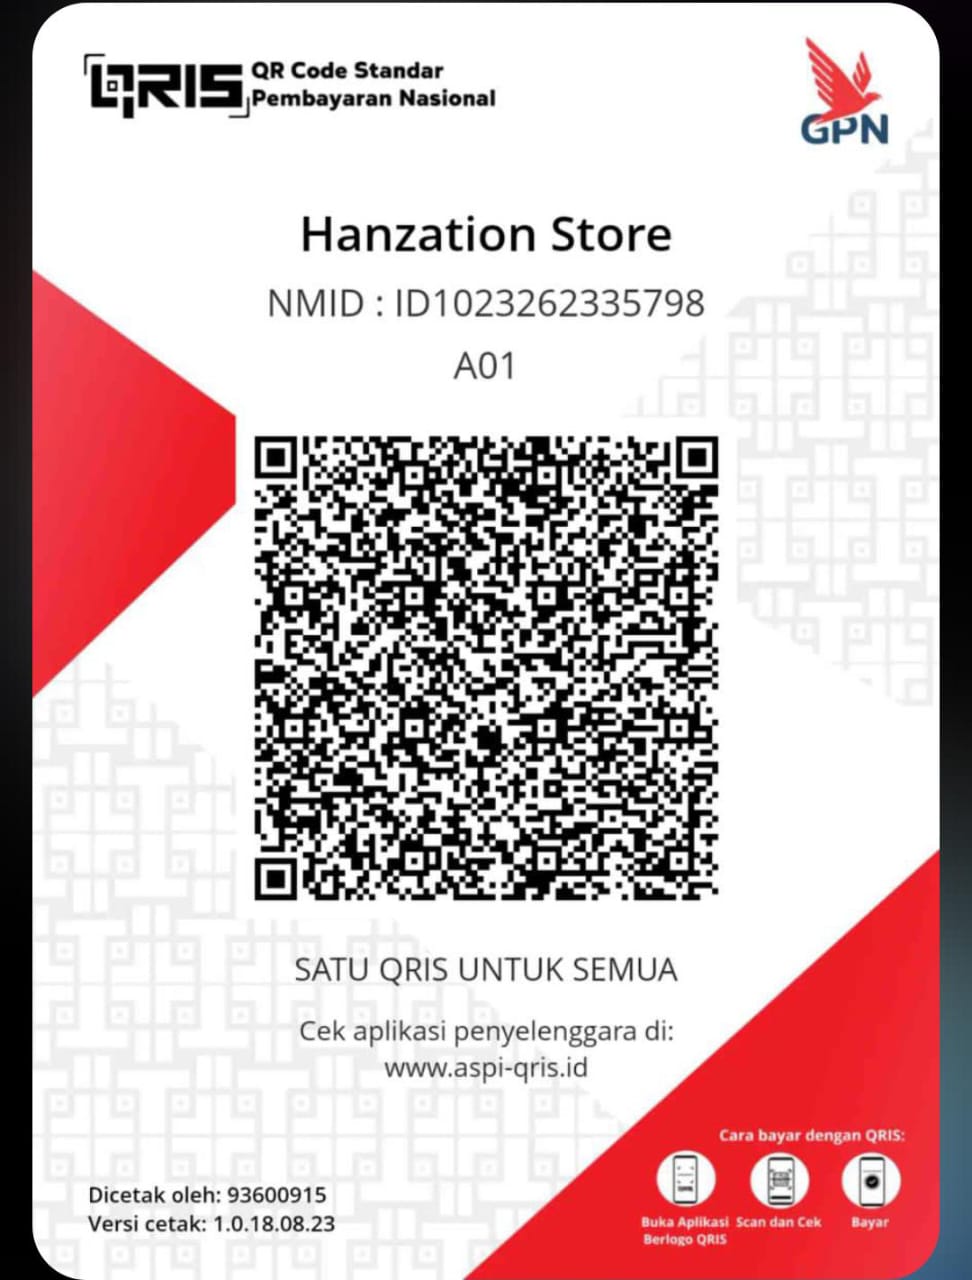 QRIS QR Code Standar
Pembayaran Nasional
GPN
Hanzation Store
NMID : ID1023262335798
A01
SATU QRIS UNTUK SEMUA
Cek aplikasi penyelenggara di:
www.aspi-qris.id
Cara bayar dengan QRIS:
Buka Aplikasi Berlogo QRIS
Scan dan Cek
Bayar
Dicetak oleh: 93600915
Versi cetak: 1.0.18.08.23